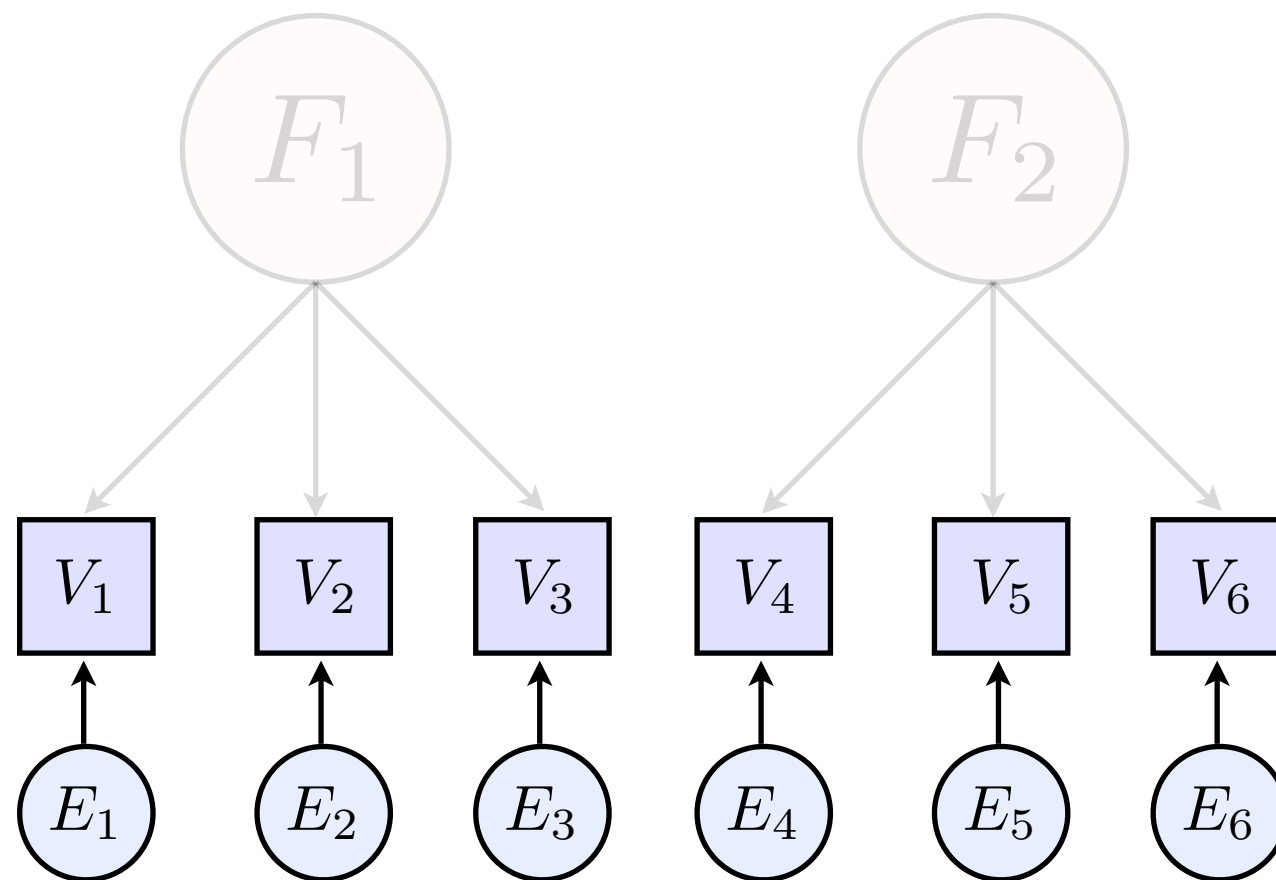 F₁ F₂
V₁ V₂ V₃ V₄ V₅ V₆
E₁ E₂ E₃ E₄ E₅ E₆